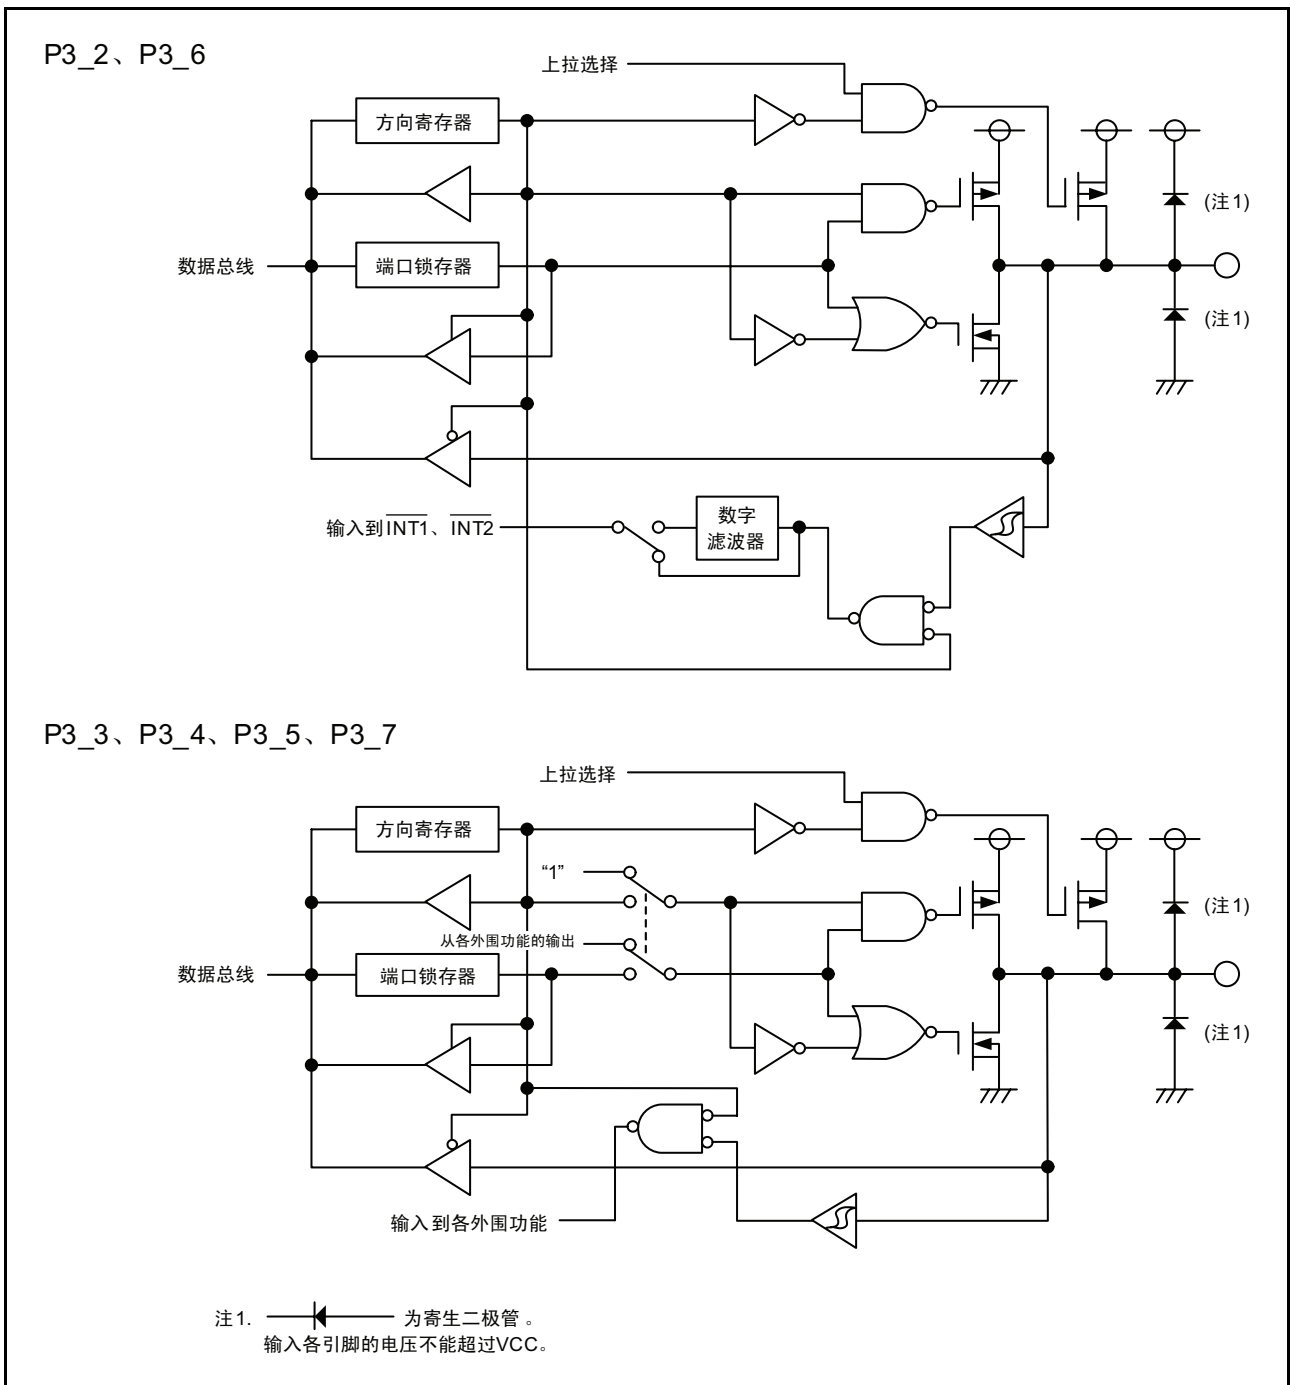 P3_2、P3_6
上拉选择
方向寄存器
(注1)
数据总线
端口锁存器
(注1)
输入到INT1、INT2
数字
滤波器
P3_3、P3_4、P3_5、P3_7
上拉选择
方向寄存器
“1”
(注1)
从各外围功能的输出
数据总线
端口锁存器
(注1)
输入到各外围功能
注1. 为寄生二极管。
输入各引脚的电压不能超过VCC。